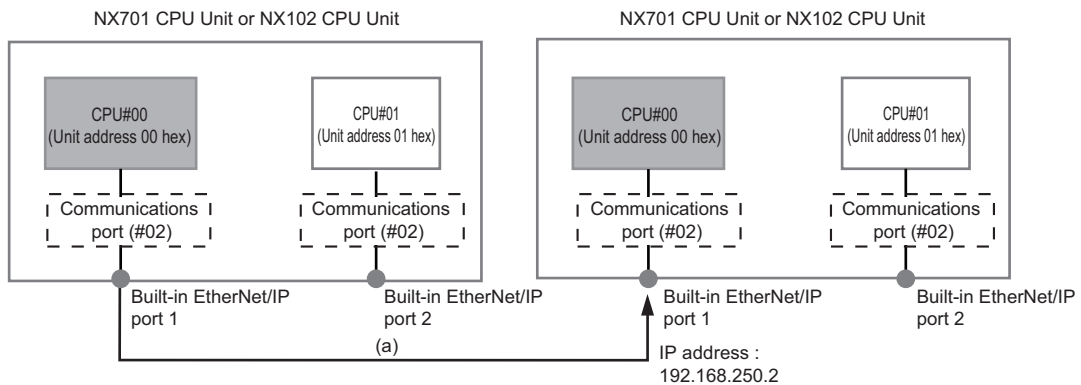 NX701 CPU Unit or NX102 CPU Unit
CPU#00
(Unit address 00 hex)
CPU#01
(Unit address 01 hex)
Communications
port (#02)
Communications
port (#02)
Built-in EtherNet/IP
port 1
Built-in EtherNet/IP
port 2
(a)
NX701 CPU Unit or NX102 CPU Unit
CPU#00
(Unit address 00 hex)
CPU#01
(Unit address 01 hex)
Communications
port (#02)
Communications
port (#02)
Built-in EtherNet/IP
port 1
Built-in EtherNet/IP
port 2
IP address :
192.168.250.2